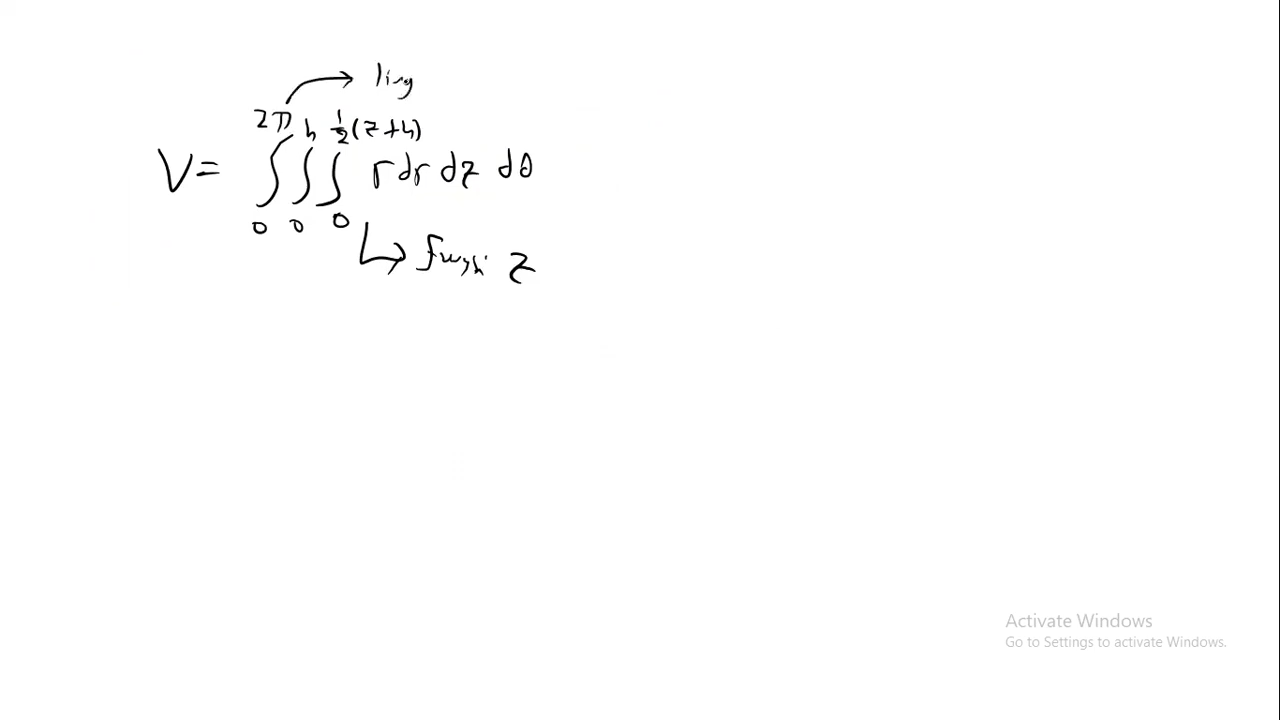 ling
2π h ½(z+h)
V = ∫∫∫ r dr dz dθ
0 0 0
↳ fungsi z
Activate Windows
Go to Settings to activate Windows.